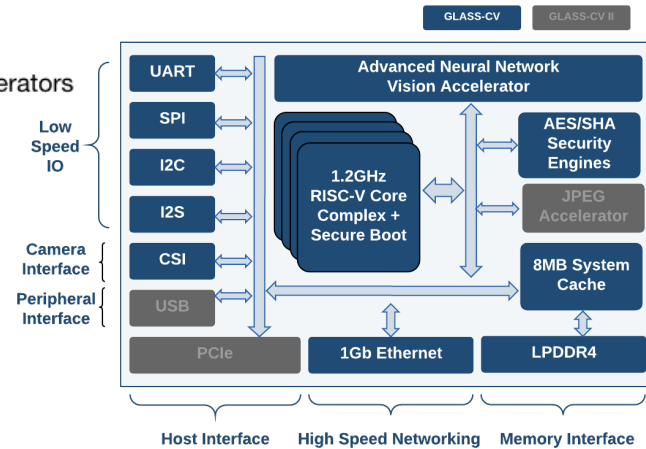 GLASS-CV
GLASS-CV II
erators
Low
Speed
IO
Camera
Interface
Peripheral
Interface
UART
SPI
I2C
I2S
CSI
USB
PCIe
Advanced Neural Network
Vision Accelerator
1.2GHz
RISC-V Core
Complex +
Secure Boot
AES/SHA
Security
Engines
JPEG
Accelerator
8MB System
Cache
1Gb Ethernet
LPDDR4
Host Interface
High Speed Networking
Memory Interface